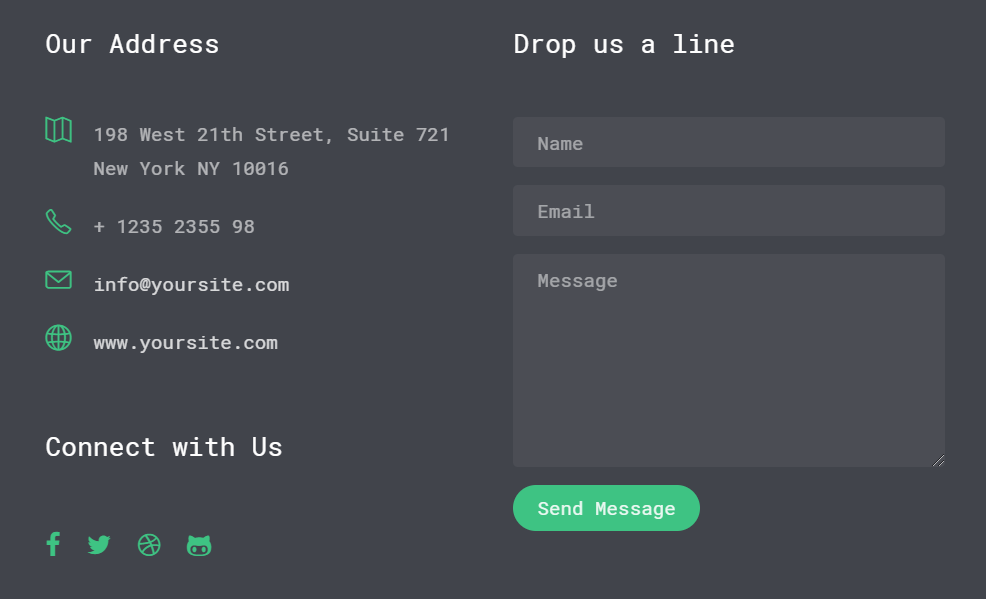 Our Address
198 West 21th Street, Suite 721
New York NY 10016
+ 1235 2355 98
info@yoursite.com
www.yoursite.com
Connect with Us
Drop us a line
Name
Email
Message
Send Message